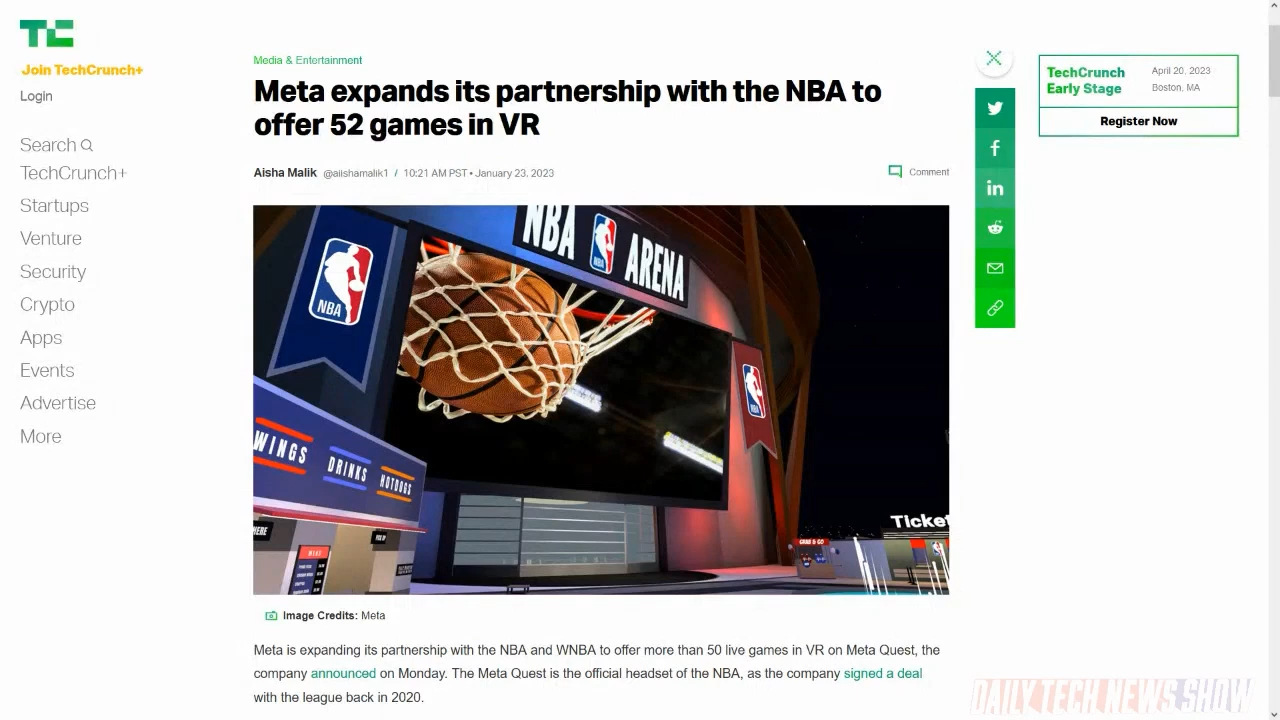 TC
Join TechCrunch+
Login
Search
TechCrunch+
Startups
Venture
Security
Crypto
Apps
Events
Advertise
More
Media & Entertainment
Meta expands its partnership with the NBA to
offer 52 games in VR
Aisha Malik @aiishamalik1 / 10:21 AM PST • January 23, 2023
Comment
NBA ARENA
NBA
NBA
WINGS
DRINKS
HOTDOGS
PICK UP
GRAB & GO
Ticket
Image Credits: Meta
Meta is expanding its partnership with the NBA and WNBA to offer more than 50 live games in VR on Meta Quest, the
company announced on Monday. The Meta Quest is the official headset of the NBA, as the company signed a deal
with the league back in 2020.
TechCrunch
Early Stage
April 20, 2023
Boston, MA
Register Now
DAILY TECH NEWS SHOW